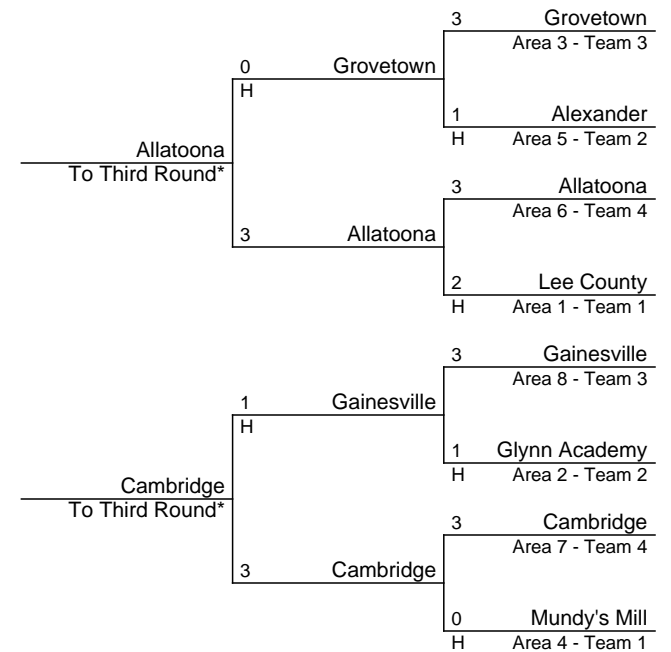 3 Grovetown
Area 3 - Team 3
0 Grovetown
H
1 Alexander
H Area 5 - Team 2
Allatoona
To Third Round*
3 Allatoona
Area 6 - Team 4
3 Allatoona
2 Lee County
H Area 1 - Team 1
3 Gainesville
Area 8 - Team 3
1 Gainesville
H
1 Glynn Academy
H Area 2 - Team 2
Cambridge
To Third Round*
3 Cambridge
Area 7 - Team 4
3 Cambridge
0 Mundy's Mill
H Area 4 - Team 1